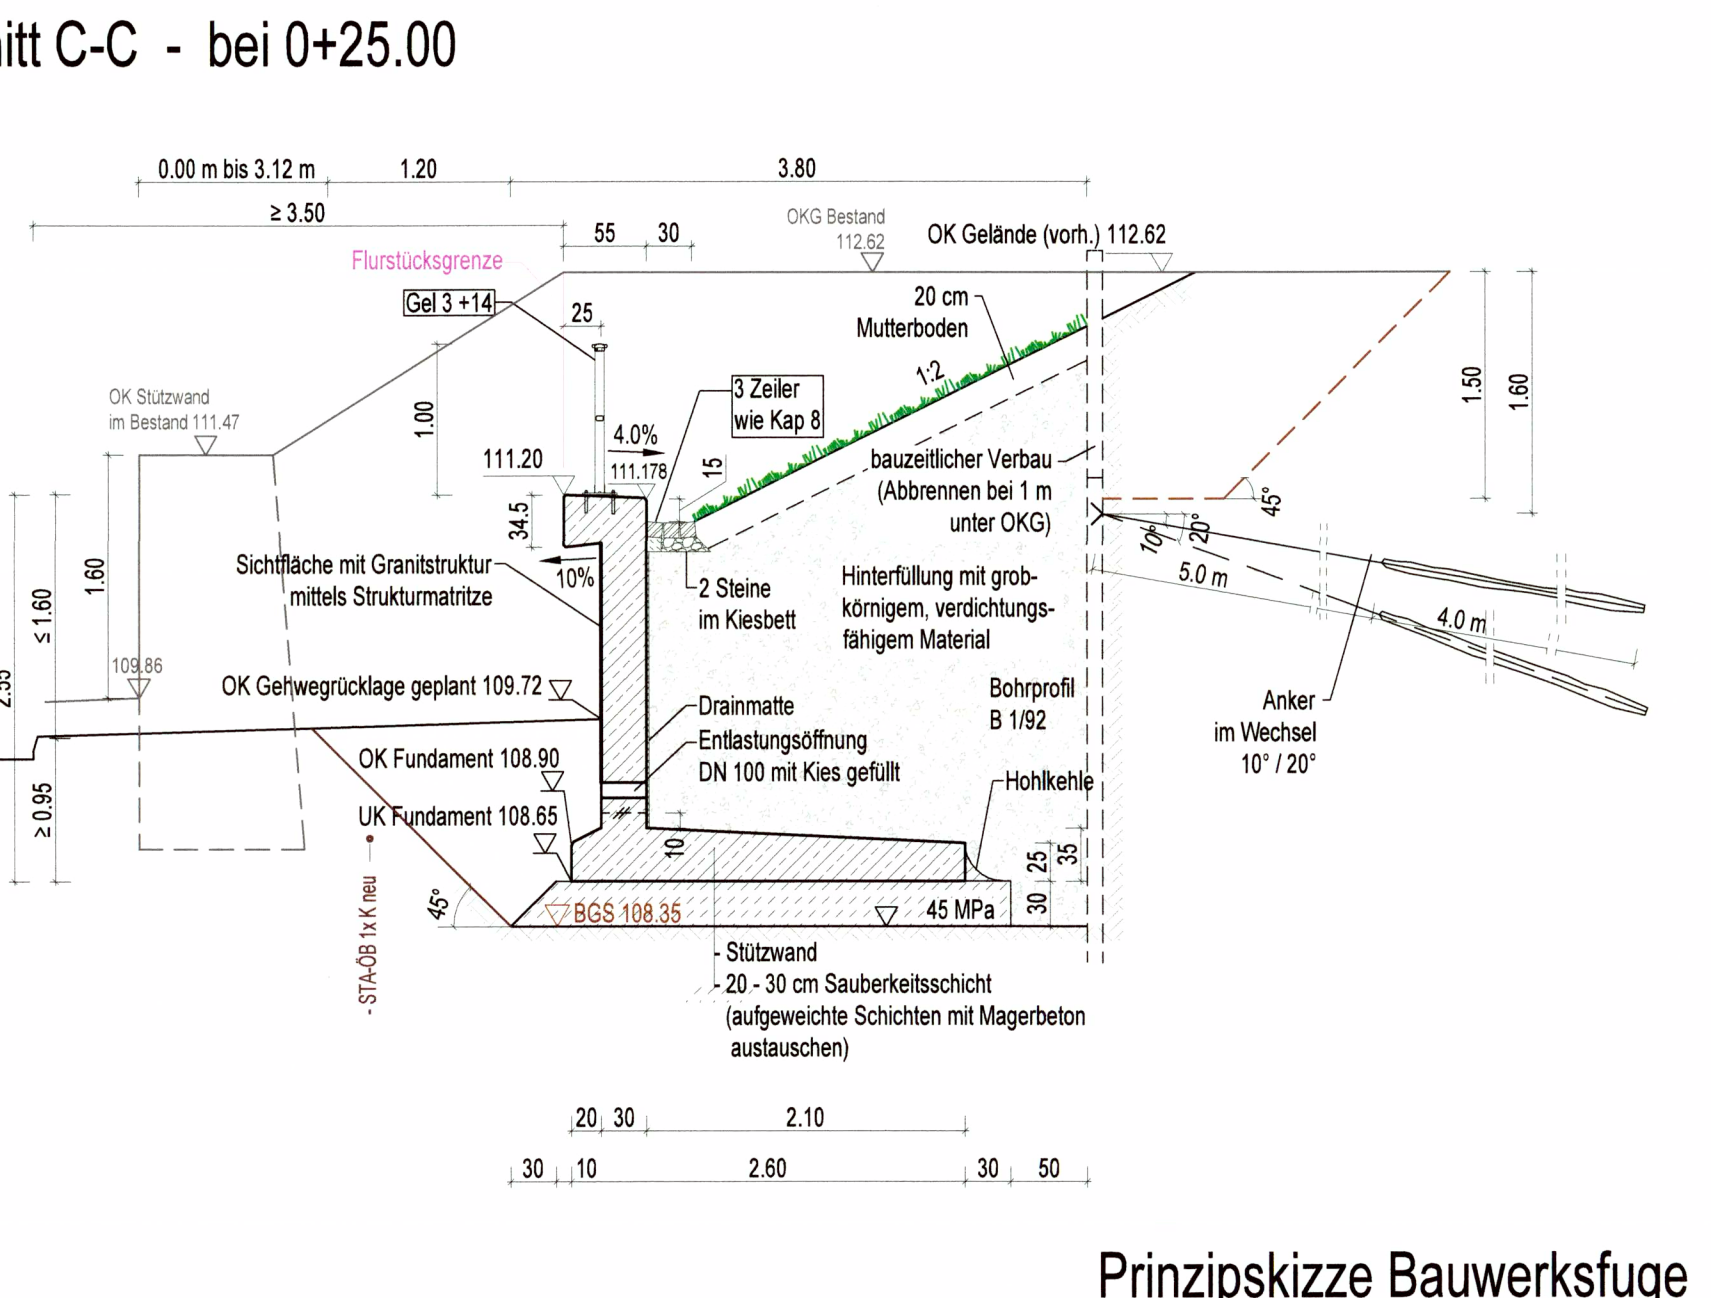 itt C-C - bei 0+25.00
0.00 m bis 3.12 m
1.20
3.80
≥ 3.50
55
30
OKG Bestand
112.62
OK Gelände (vorh.) 112.62
Flurstücksgrenze
Gel 3 +14
25
20 cm
Mutterboden
1:2
1.00
1.50
1.60
OK Stützwand
im Bestand 111.47
3 Zeiler
wie Kap 8
4.0%
111.20
111.178
15
bauzeitlicher Verbau
(Abbrennen bei 1 m
unter OKG)
45°
34.5
10°
20°
Sichtfläche mit Granitstruktur
mittels Strukturmatritze
10%
2 Steine
im Kiesbett
Hinterfüllung mit grob-
körnigem, verdichtungs-
fähigem Material
5.0 m
4.0 m
1.60
≤ 1.60
109.86
OK Gehwegrücklage geplant 109.72
Drainmatte
Bohrprofil
B 1/92
Anker
im Wechsel
10° / 20°
Entlastungsöffnung
DN 100 mit Kies gefüllt
OK Fundament 108.90
Hohlkehle
UK Fundament 108.65
≥ 0.95
10
25
35
45°
BGS 108.35
45 MPa
30
- STA-ÖB 1x K neu
- Stützwand
- 20 - 30 cm Sauberkeitsschicht
(aufgeweichte Schichten mit Magerbeton
austauschen)
20
30
2.10
30
10
2.60
30
50
Prinzipskizze Bauwerksfuge